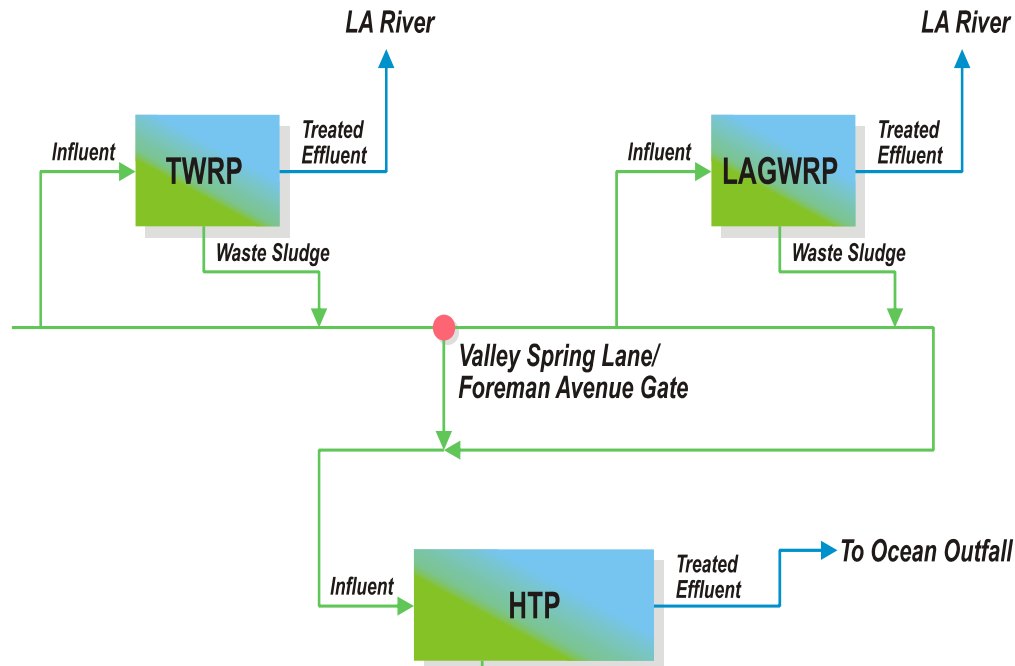 LA River
LA River
Influent
TWRP
Treated
Effluent
Influent
LAGWRP
Treated
Effluent
Waste Sludge
Waste Sludge
Valley Spring Lane/
Foreman Avenue Gate
Influent
HTP
Treated
Effluent
To Ocean Outfall